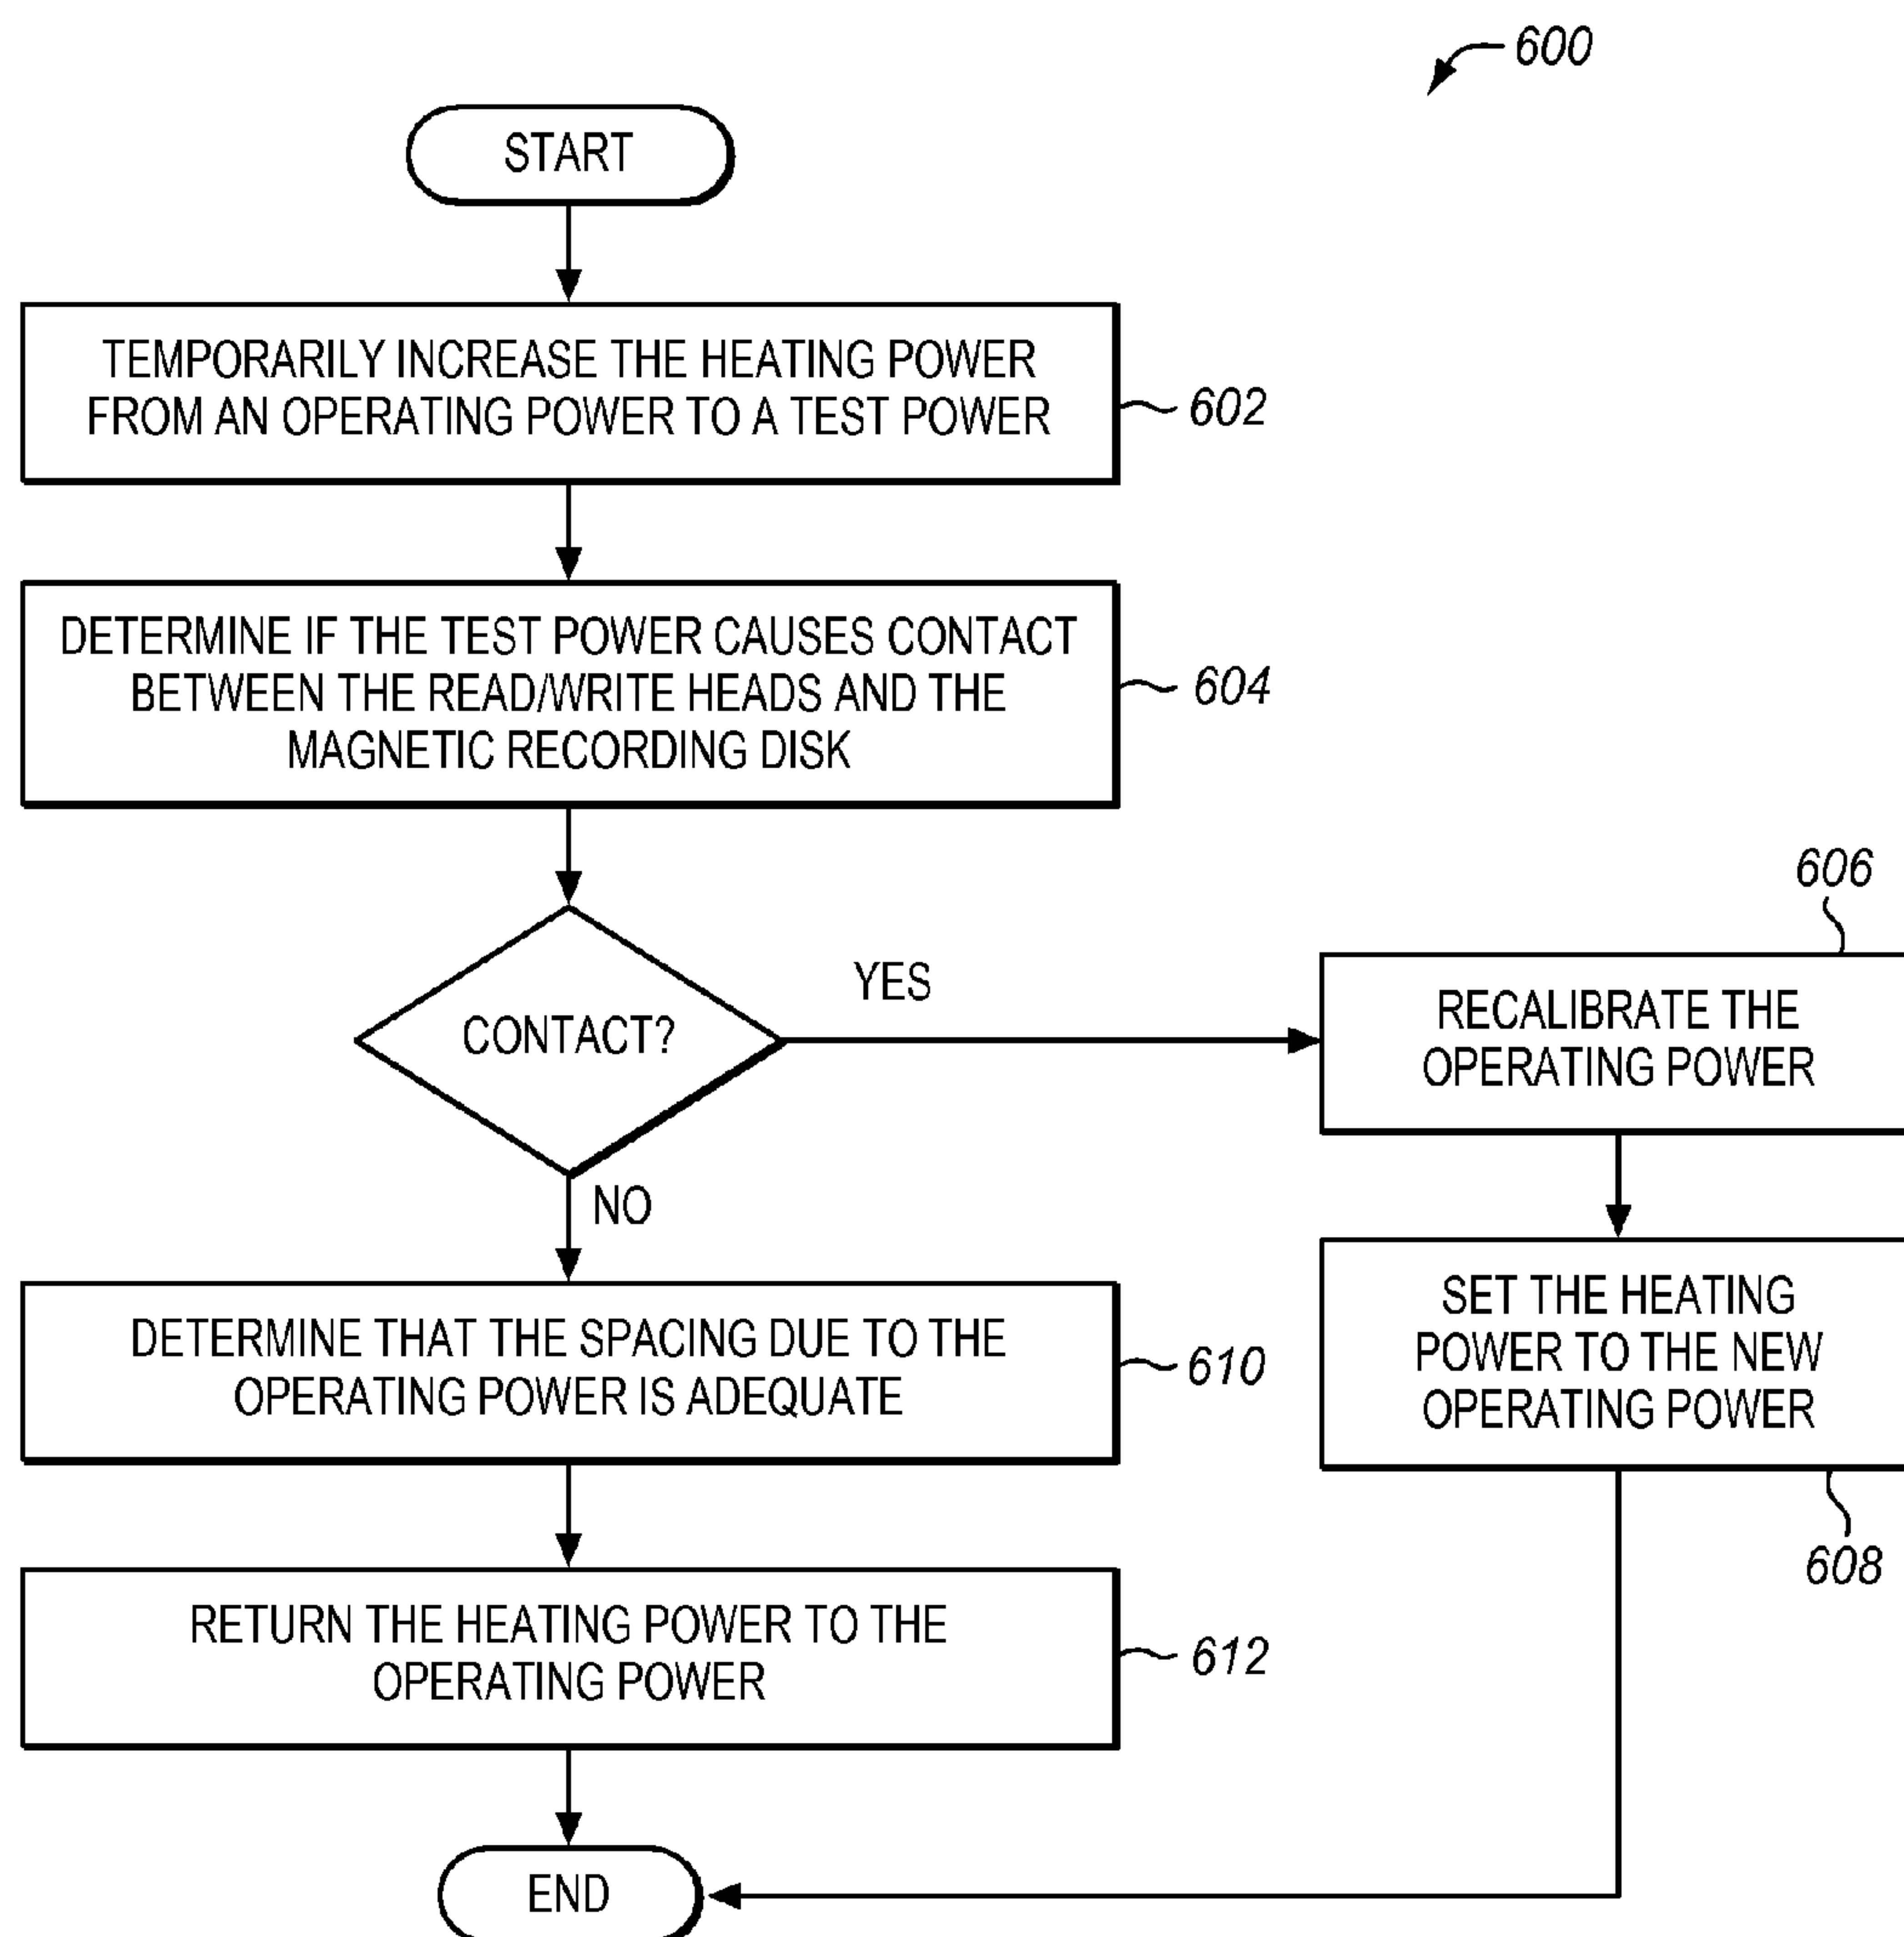 600
START
TEMPORARILY INCREASE THE HEATING POWER
FROM AN OPERATING POWER TO A TEST POWER
602
DETERMINE IF THE TEST POWER CAUSES CONTACT
BETWEEN THE READ/WRITE HEADS AND THE
MAGNETIC RECORDING DISK
604
CONTACT?
YES
606
RECALIBRATE THE
OPERATING POWER
NO
SET THE HEATING
POWER TO THE NEW
OPERATING POWER
608
DETERMINE THAT THE SPACING DUE TO THE
OPERATING POWER IS ADEQUATE
610
RETURN THE HEATING POWER TO THE
OPERATING POWER
612
END